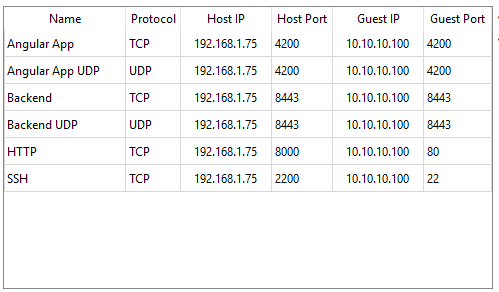 Name Protocol Host IP Host Port Guest IP Guest Port
Angular App TCP 192.168.1.75 4200 10.10.10.100 4200
Angular App UDP UDP 192.168.1.75 4200 10.10.10.100 4200
Backend TCP 192.168.1.75 8443 10.10.10.100 8443
Backend UDP UDP 192.168.1.75 8443 10.10.10.100 8443
HTTP TCP 192.168.1.75 8000 10.10.10.100 80
SSH TCP 192.168.1.75 2200 10.10.10.100 22